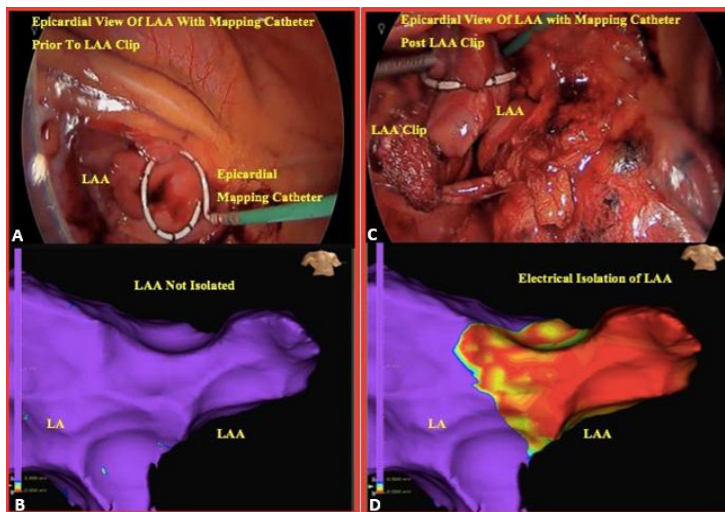 Epicardial View Of LAA With Mapping Catheter
Prior To LAA Clip
LAA
Epicardial
Mapping Catheter
A
Epicardial View Of LAA with Mapping Catheter
Post LAA Clip
LAA
LAA Clip
C
LAA Not Isolated
LA
LAA
B
Electrical Isolation of LAA
LA
LAA
D